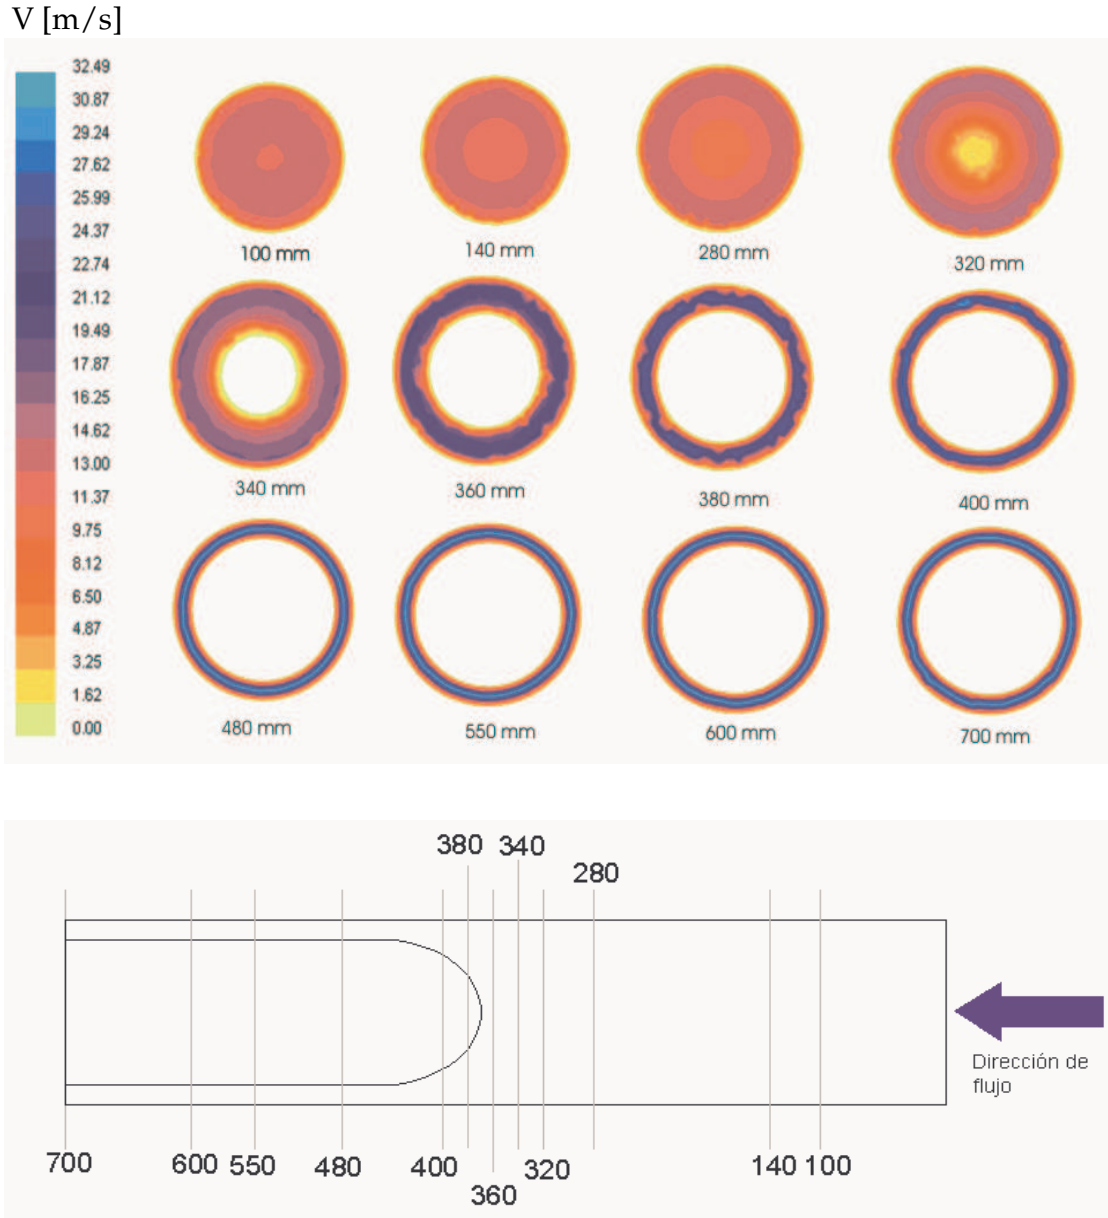 V [m/s]
32.49
30.87
29.24
27.62
25.99
24.37
22.74
21.12
19.49
17.87
16.25
14.62
13.00
11.37
9.75
8.12
6.50
4.87
3.25
1.62
0.00
100 mm
140 mm
280 mm
320 mm
340 mm
360 mm
380 mm
400 mm
480 mm
550 mm
600 mm
700 mm
380 340
280
Dirección de
flujo
700 600 550 480 400 320 140 100
360